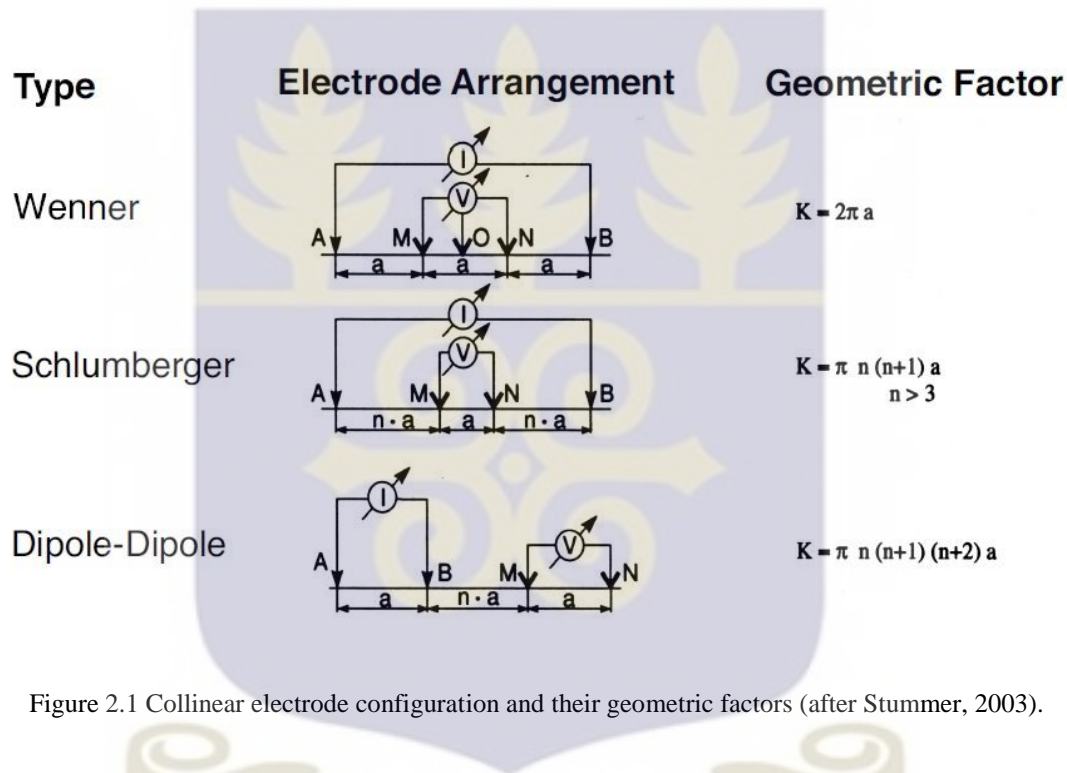 Type Electrode Arrangement Geometric Factor
I
V
Wenner K = 2π a
A M O N B
a a a
I
V
Schlumberger K = π n (n+1) a
n > 3
A M N B
n · a a n · a
I
V
Dipole-Dipole K = π n (n+1) (n+2) a
A B M N
a n · a a
Figure 2.1 Collinear electrode configuration and their geometric factors (after Stummer, 2003).